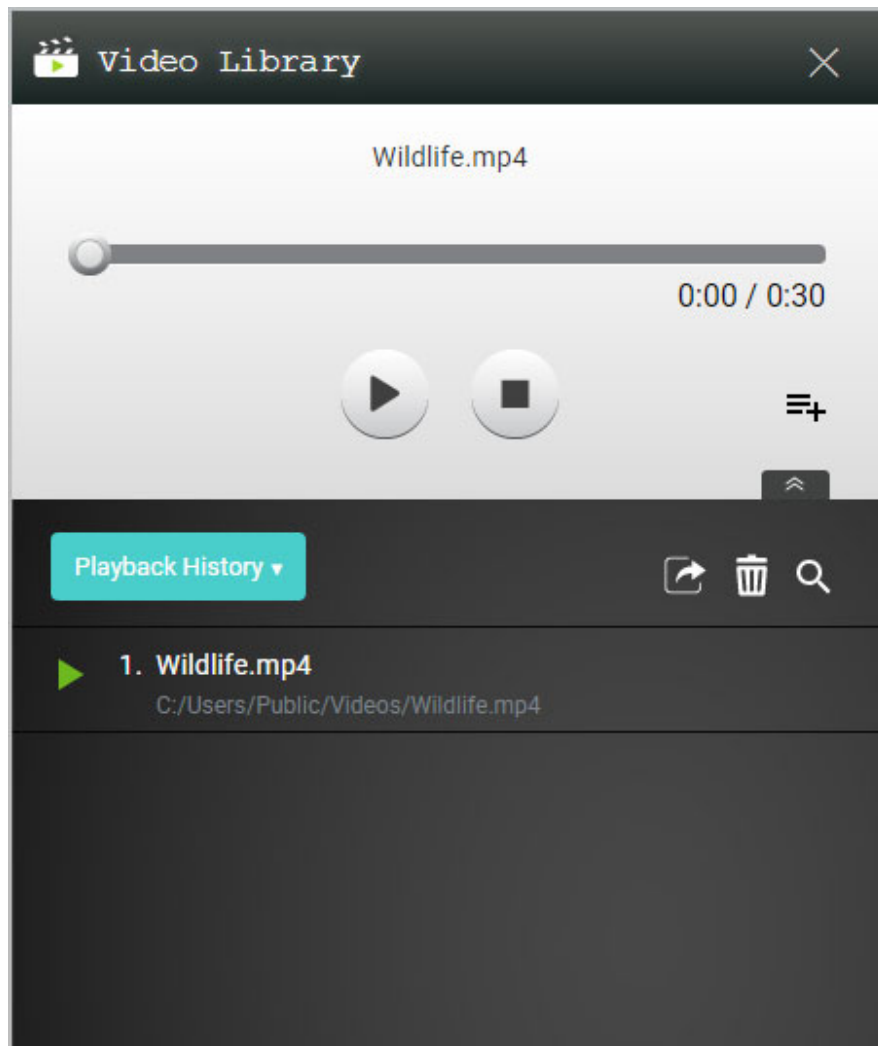 Video Library
Wildlife.mp4
0:00 / 0:30
Playback History ▾
1. Wildlife.mp4
C:/Users/Public/Videos/Wildlife.mp4